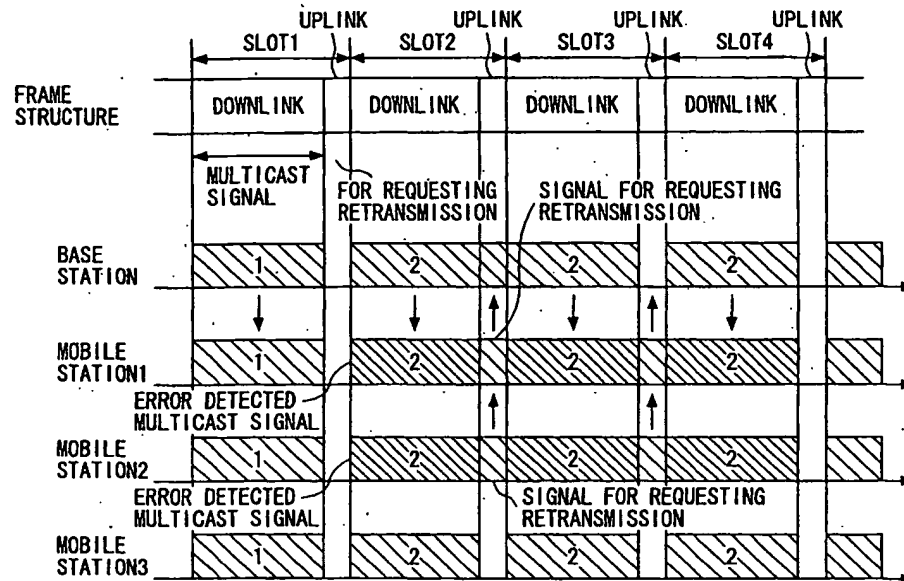 UPLINK UPLINK UPLINK UPLINK
SLOT1 SLOT2 SLOT3 SLOT4
FRAME
STRUCTURE
DOWNLINK DOWNLINK DOWNLINK DOWNLINK
MULTICAST
SIGNAL
FOR REQUESTING
RETRANSMISSION
SIGNAL FOR REQUESTING
RETRANSMISSION
BASE
STATION
1 2 2 2
MOBILE
STATION1
1 2 2 2
ERROR DETECTED
MULTICAST SIGNAL
MOBILE
STATION2
1 2 2 2
ERROR DETECTED
MULTICAST SIGNAL
SIGNAL FOR REQUESTING
RETRANSMISSION
MOBILE
STATION3
1 2 2 2